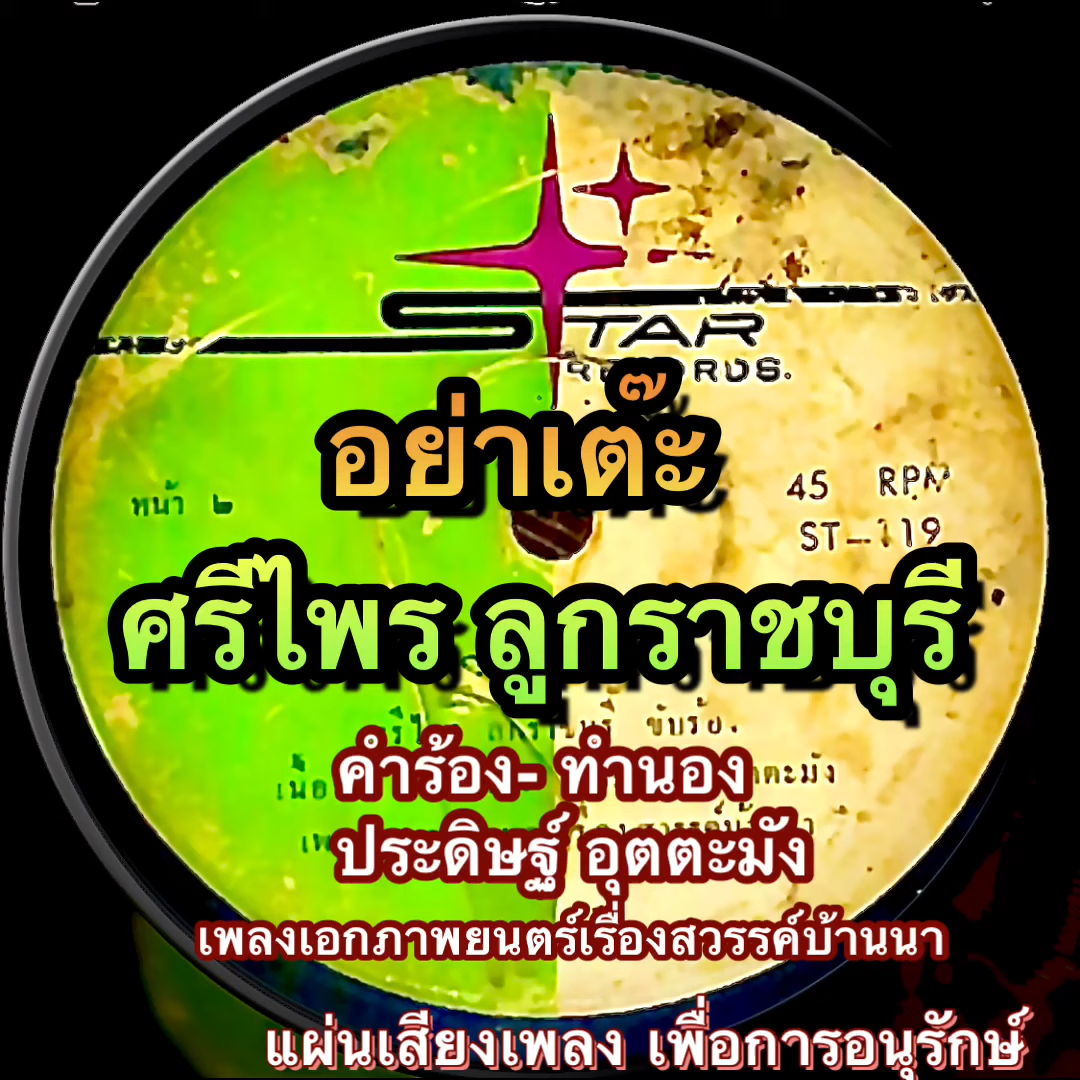 STAR
RECORDS.
อย่าเต๊ะ
หน้า ๒
45 RPM
ST-119
ศรีไพร ลูกราชบุรี
ขับร้อง.
คำร้อง- ทำนอง
ประดิษฐ์ อุตตะมัง
เพลงเอกภาพยนตร์เรื่องสวรรค์บ้านนา
แผ่นเสียงเพลง เพื่อการอนุรักษ์